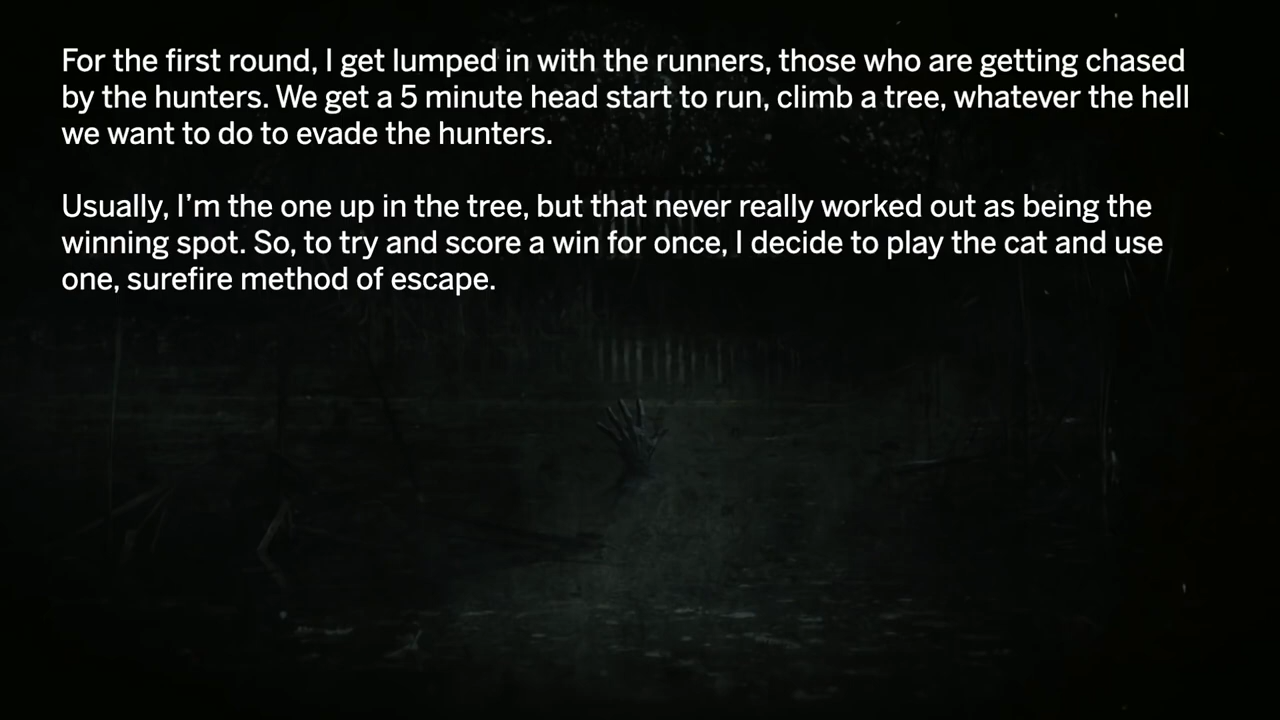 For the first round, I get lumped in with the runners, those who are getting chased
by the hunters. We get a 5 minute head start to run, climb a tree, whatever the hell
we want to do to evade the hunters.
Usually, I’m the one up in the tree, but that never really worked out as being the
winning spot. So, to try and score a win for once, I decide to play the cat and use
one, surefire method of escape.